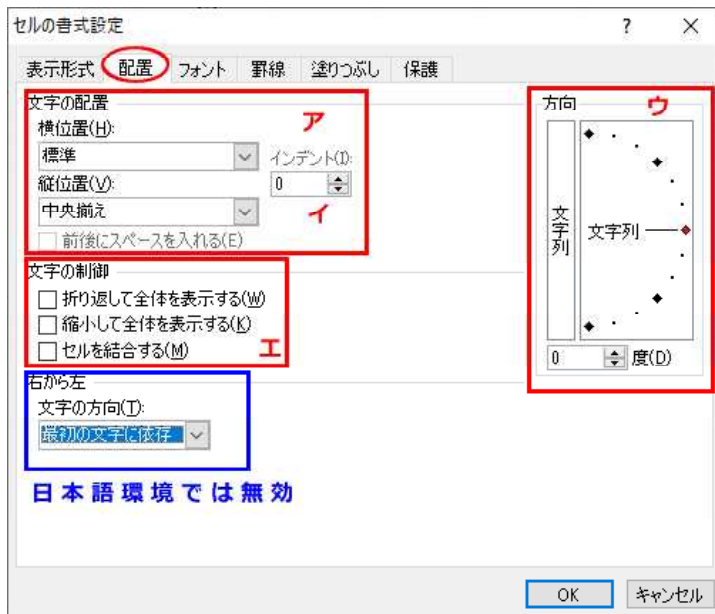 セルの書式設定 ? ×
表示形式 配置 フォント 罫線 塗りつぶし 保護
文字の配置
ア
横位置(H):
標準
インデント(I):
縦位置(V):
0
中央揃え
イ
前後にスペースを入れる(E)
文字の制御
折り返して全体を表示する(W)
縮小して全体を表示する(K)
セルを結合する(M)
エ
右から左
文字の方向(T):
最初の文字に依存
日本語環境では無効
方向
ウ
文字列
文字列
0 度(D)
OK キャンセル